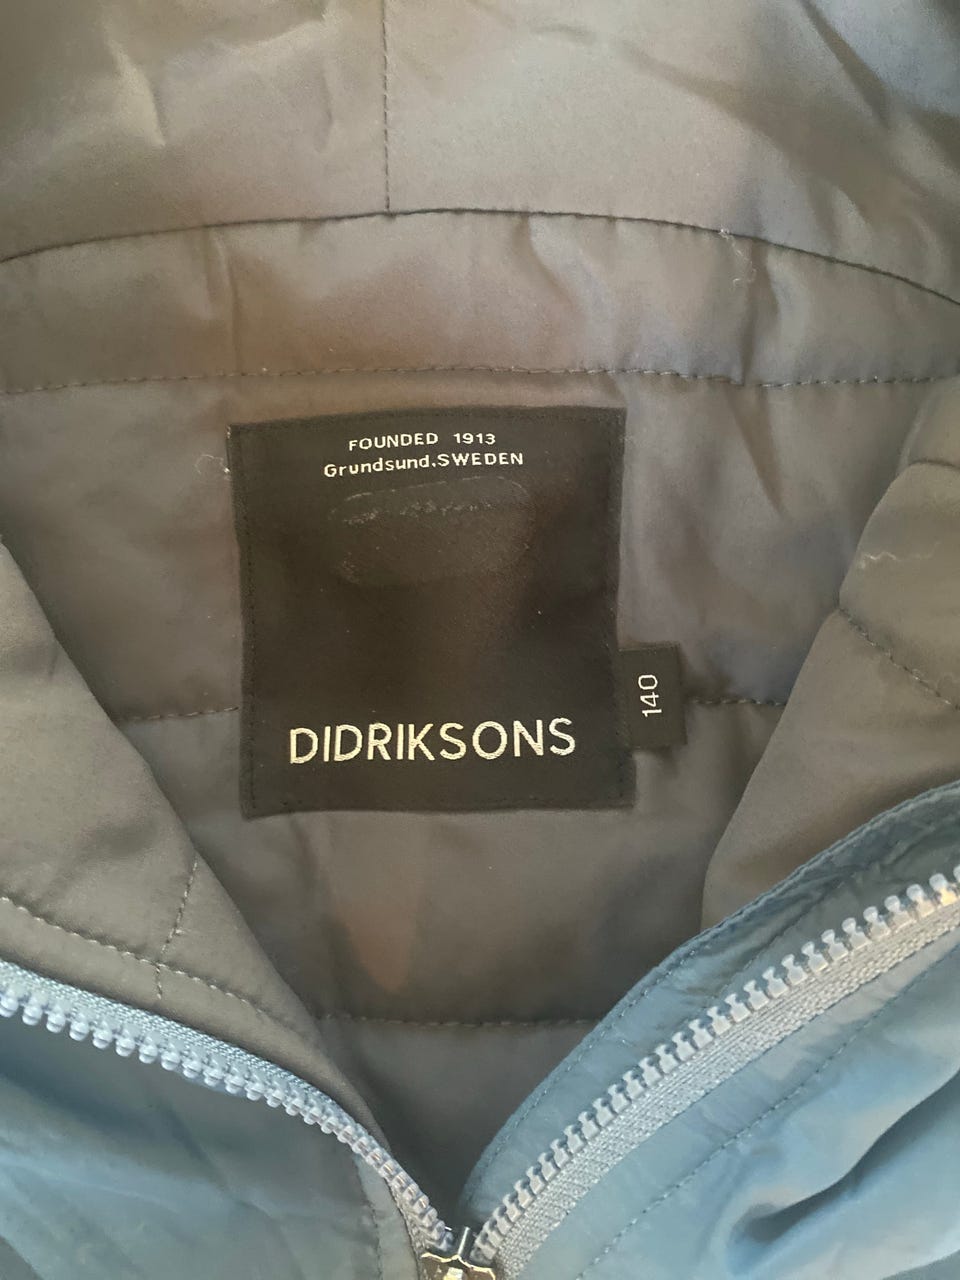 FOUNDED 1913
Grundsund.SWEDEN
DIDRIKSONS
140